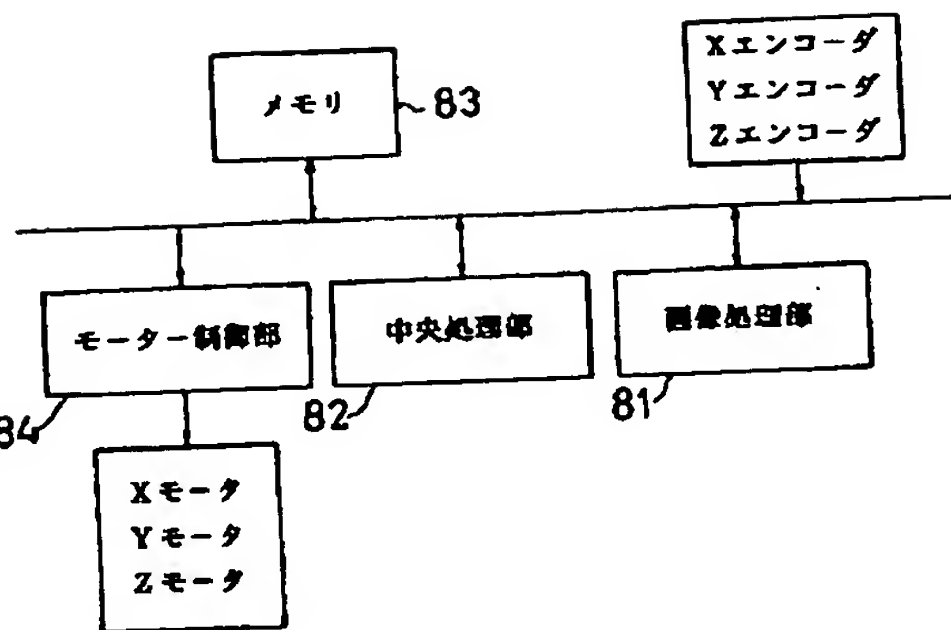 メモリ
83
Xエンコーダ
Yエンコーダ
Zエンコーダ
モーター制御部
84
中央処理部
82
画像処理部
81
Xモータ
Yモータ
Zモータ